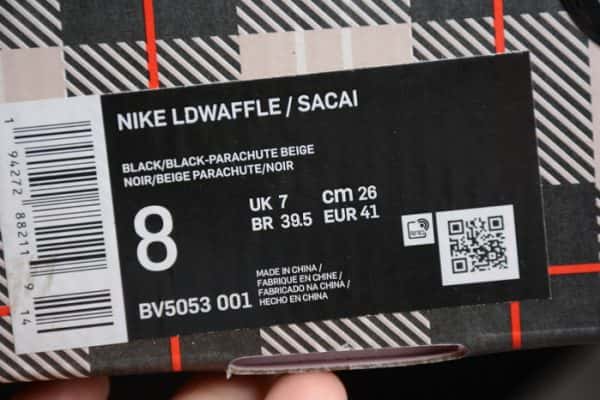 NIKE LDWAFFLE / SACAI
BLACK/BLACK-PARACHUTE BEIGE
NOIR/BEIGE PARACHUTE/NOIR
8
UK 7 cm 26
BR 39.5 EUR 41
BV5053 001
MADE IN CHINA /
FABRIQUÉ EN CHINE /
FABRICADO NA CHINA /
HECHO EN CHINA
1 94272 88211 9 14